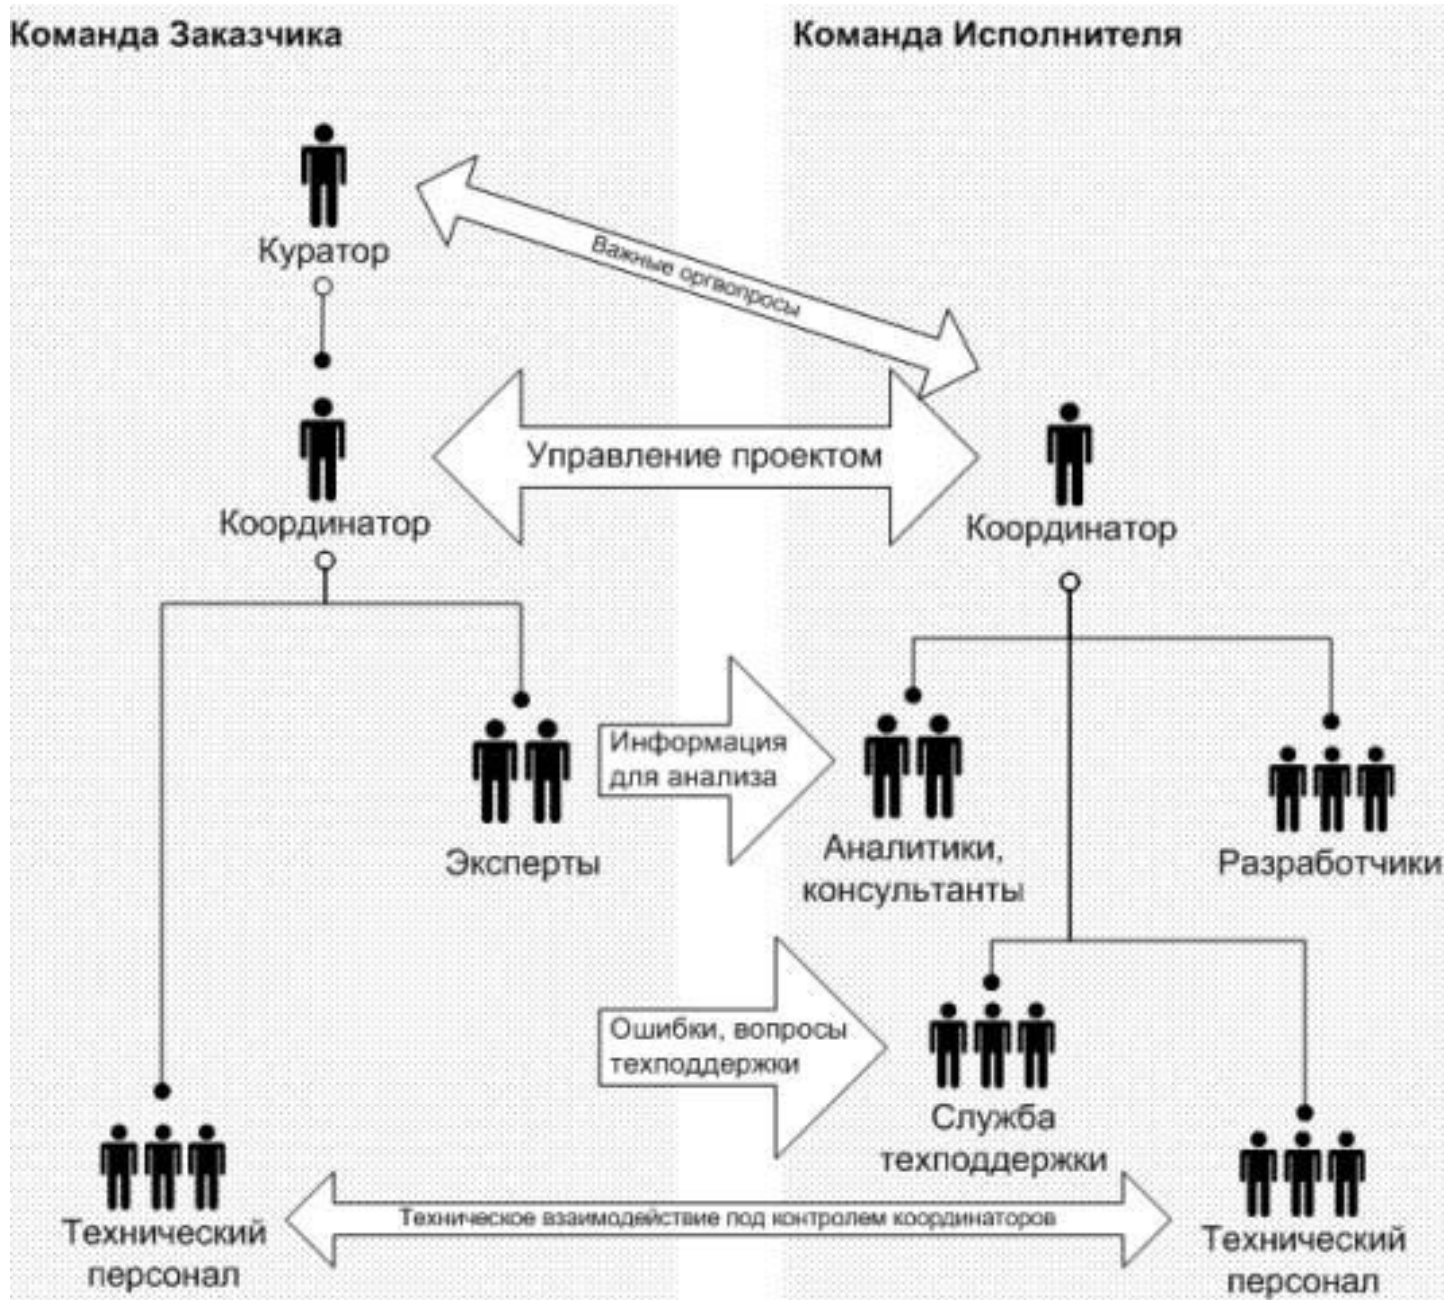 Команда Заказчика
Команда Исполнителя
Куратор
Важные оргвопросы
Управление проектом
Координатор
Координатор
Информация
для анализа
Эксперты
Аналитики,
консультанты
Разработчики
Ошибки, вопросы
техподдержки
Служба
техподдержки
Техническое взаимодействие под контролем координаторов
Технический
персонал
Технический
персонал